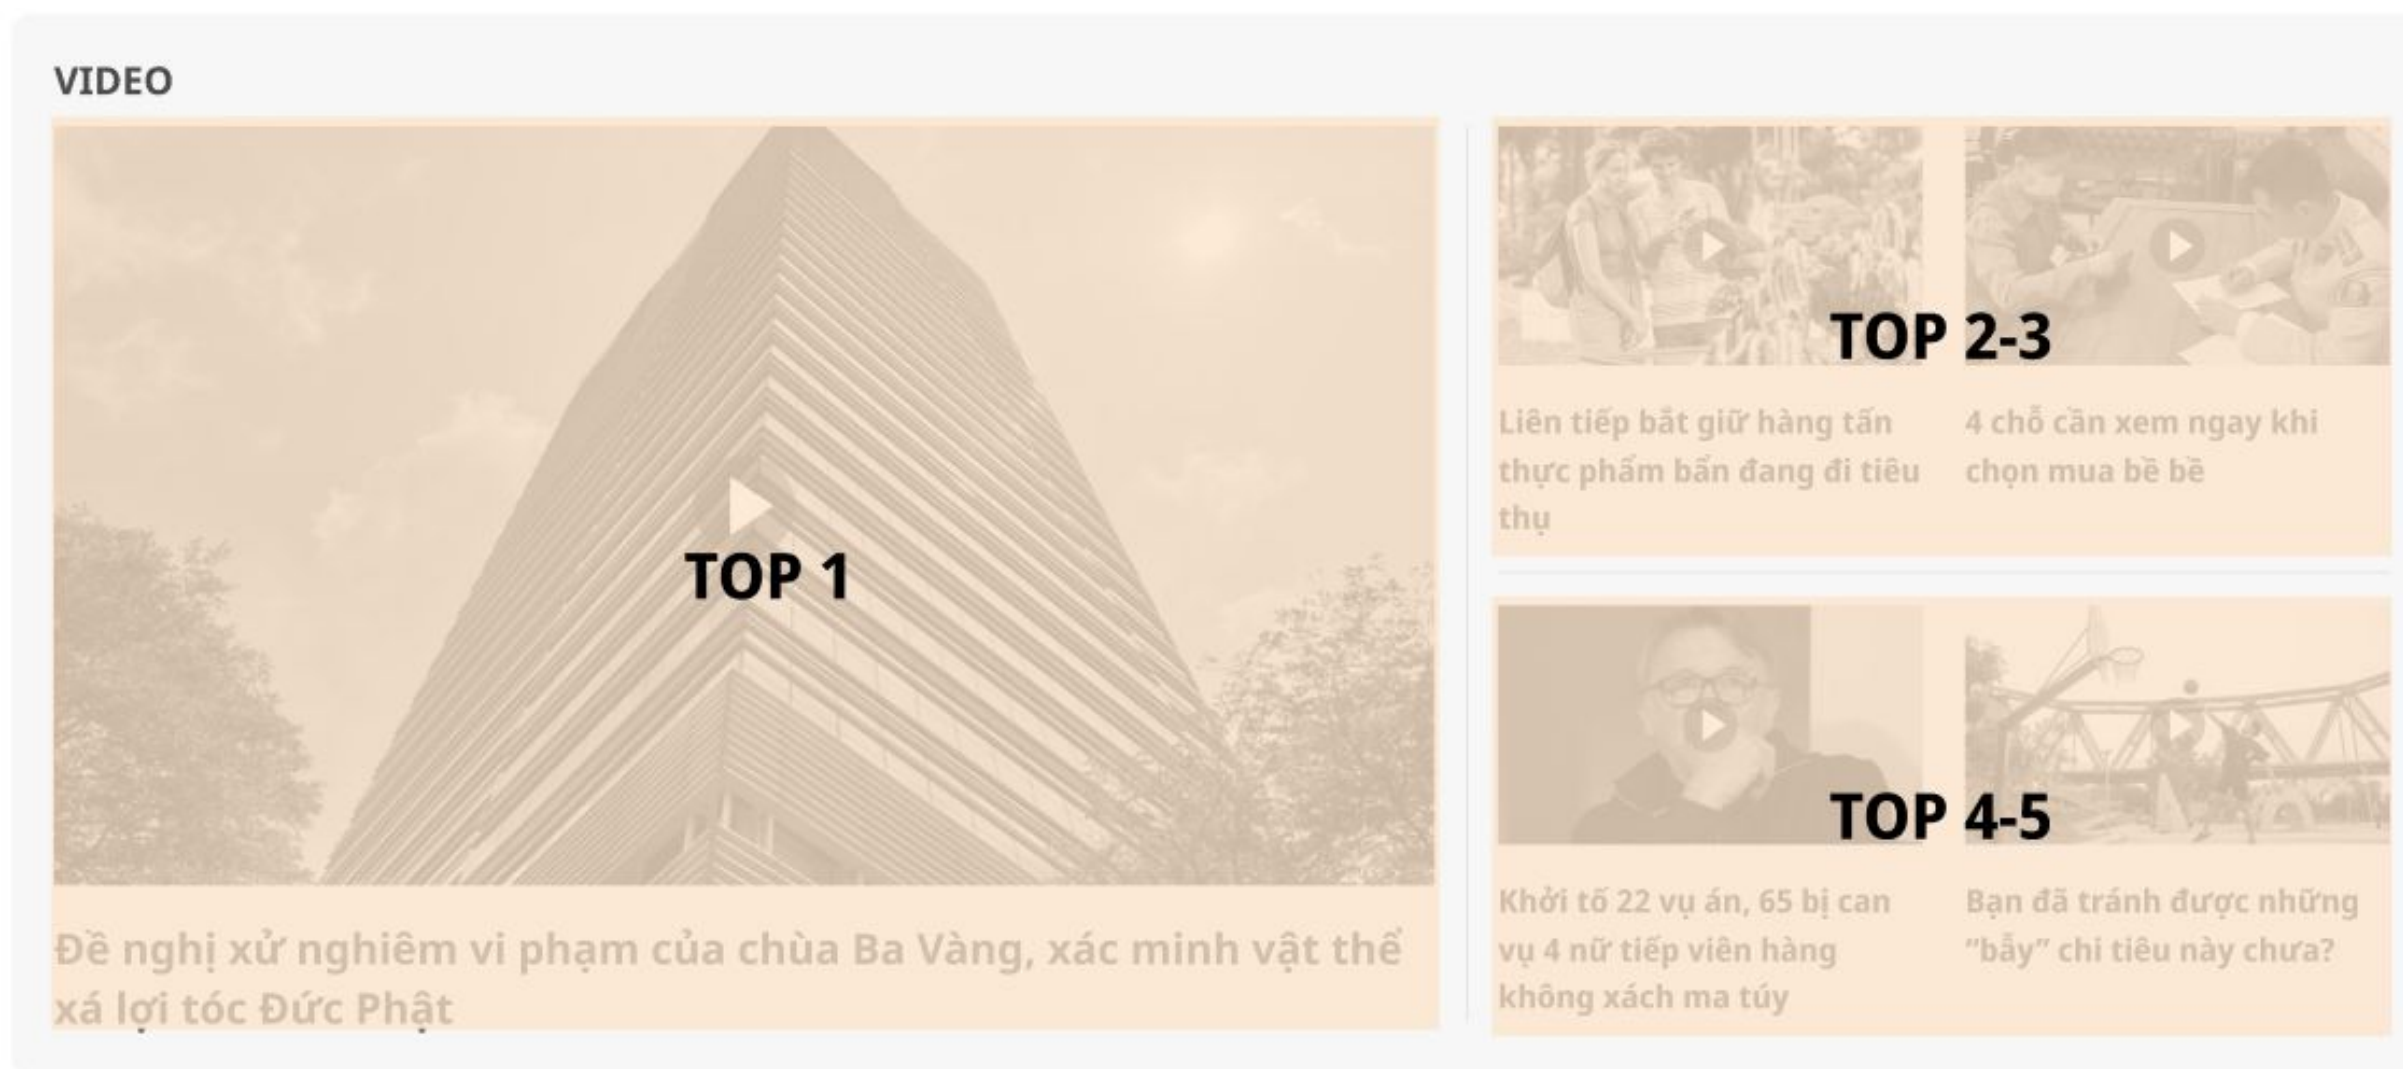 VIDEO
TOP 1
Đề nghị xử nghiêm vi phạm của chùa Ba Vàng, xác minh vật thể
xá lợi tóc Đức Phật
TOP 2-3
Liên tiếp bắt giữ hàng tấn
thực phẩm bẩn đang đi tiêu
thụ
4 chỗ cần xem ngay khi
chọn mua bề bề
TOP 4-5
Khởi tố 22 vụ án, 65 bị can
vụ 4 nữ tiếp viên hàng
không xách ma túy
Bạn đã tránh được những
“bẫy” chi tiêu này chưa?